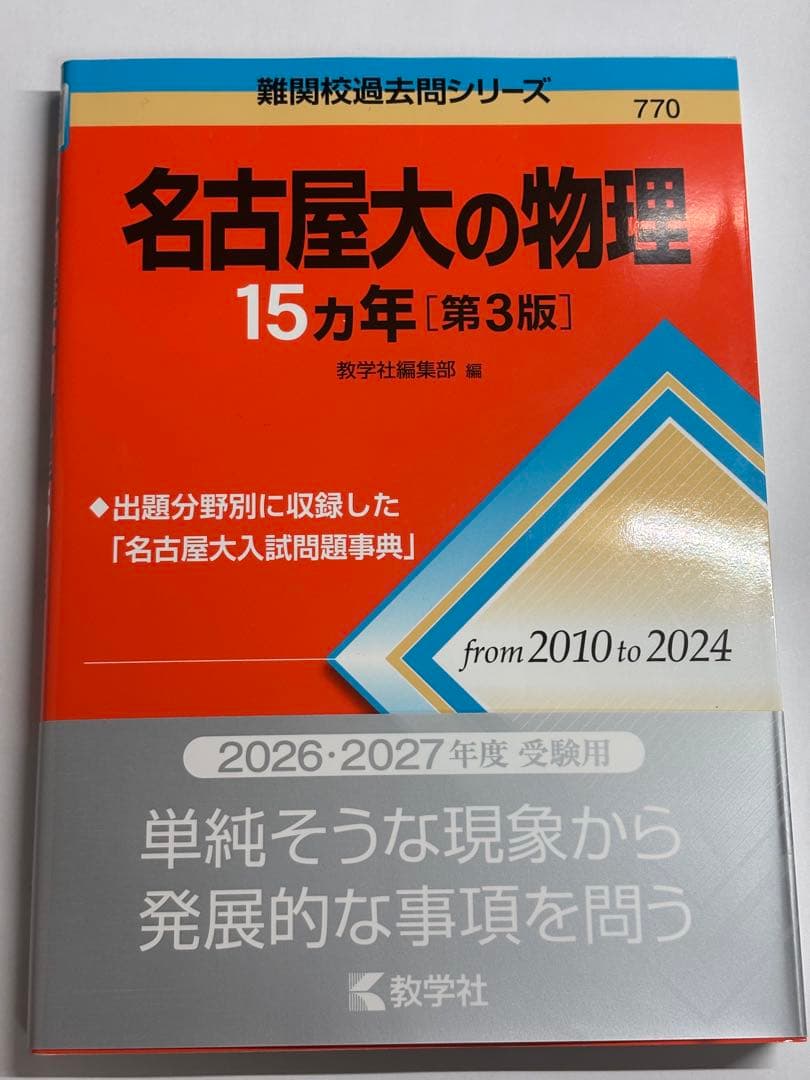 難関校過去問シリーズ
770
名古屋大の物理
15ヵ年[第3版]
教学社編集部 編
◆出題分野別に収録した
「名古屋大入試問題事典」
from 2010 to 2024
2026・2027年度 受験用
単純そうな現象から
発展的な事項を問う
教学社